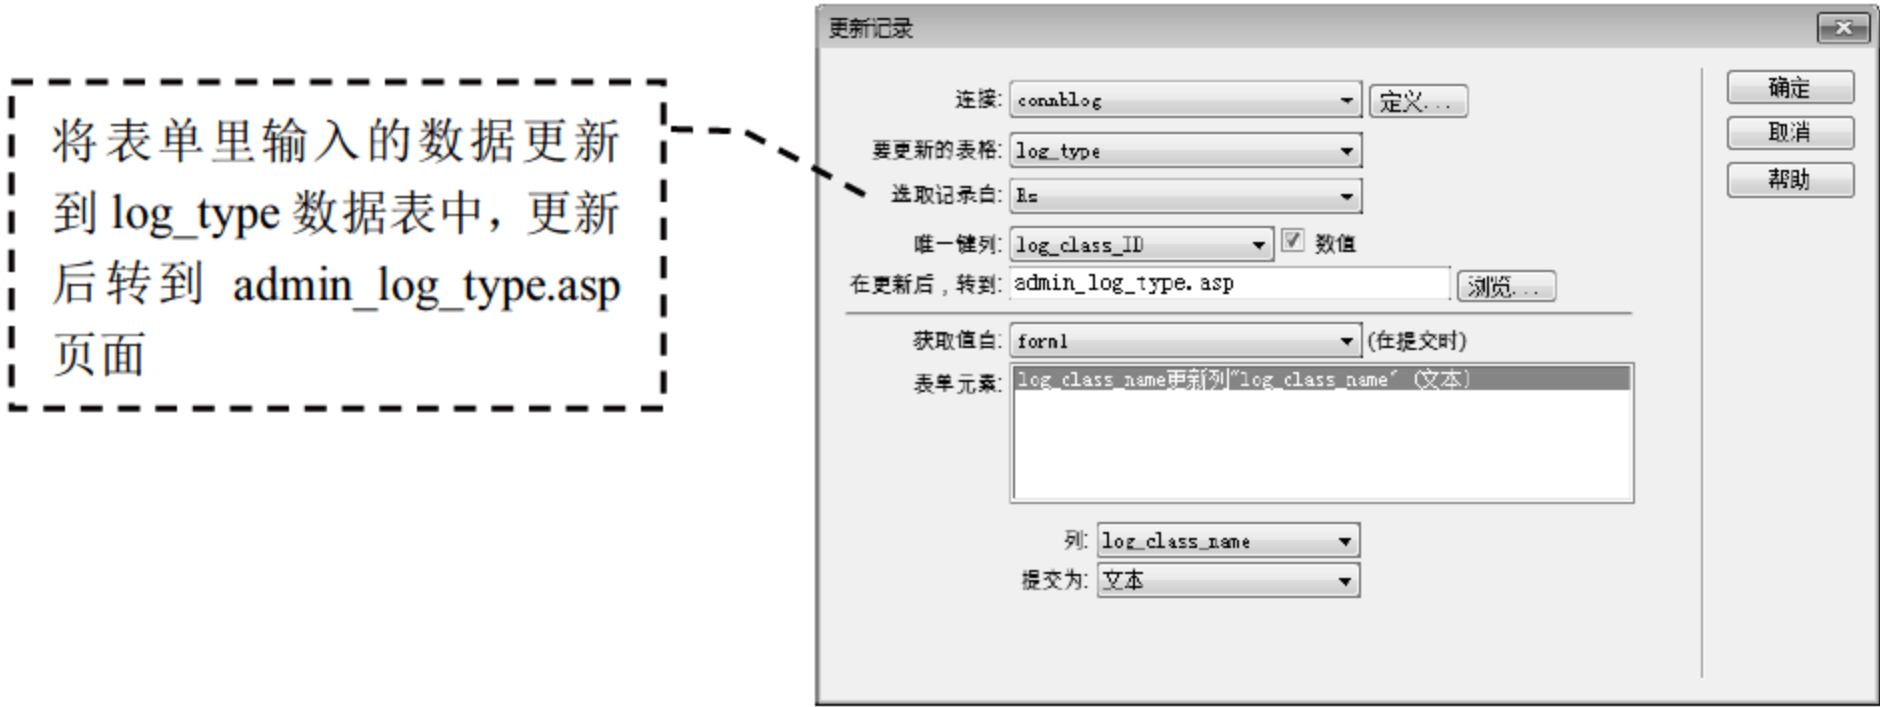 将表单里输入的数据更新
到 log_type 数据表中，更新
后转到 admin_log_type.asp
页面
更新记录
连接: connblog 定义...
要更新的表格: log_type
选取记录自: Rs
唯一键列: log_class_ID 数值
在更新后，转到: admin_log_type.asp 浏览...
获取值自: form1 (在提交时)
表单元素: log_class_name更新列"log_class_name" (文本)
列: log_class_name
提交为: 文本
确定
取消
帮助